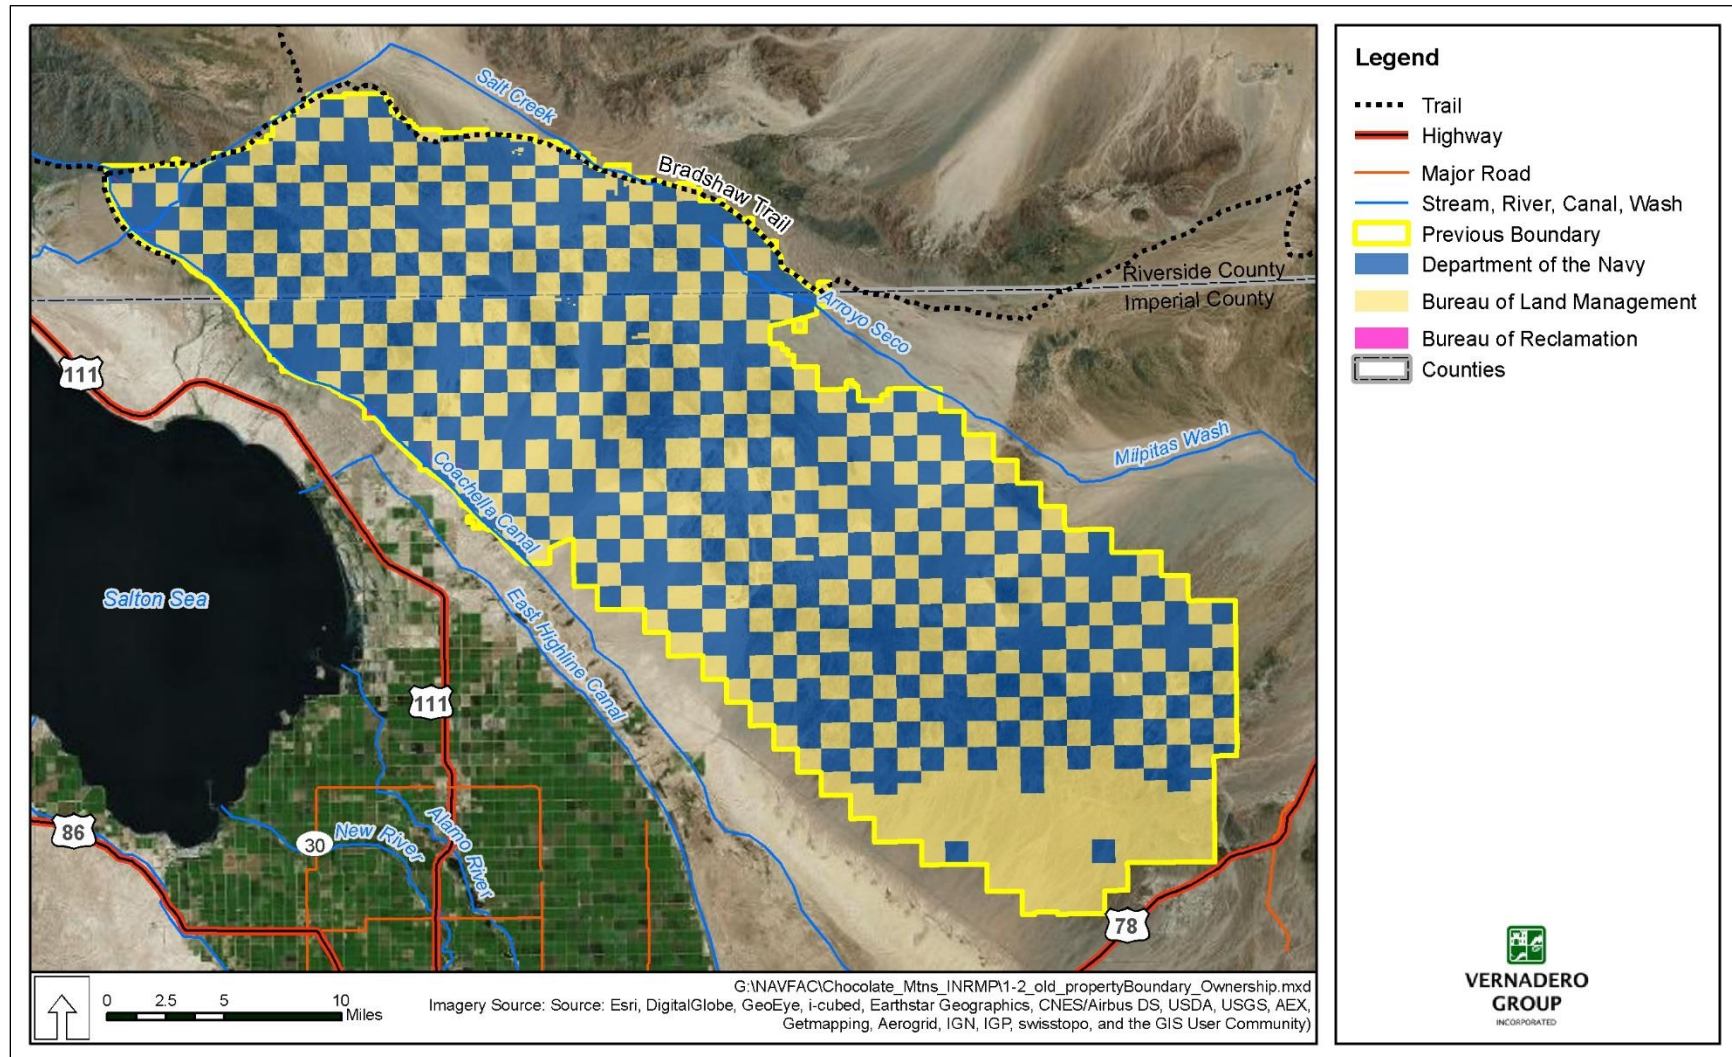 Salt Creek
Bradshaw Trail
Riverside County
Imperial County
Arroyo Seco
111
Milpitas Wash
Coachella Canal
Salton Sea
East Highline Canal
111
86
30
New River
Alamo River
78
0 2.5 5 10
Miles
G:\NAVFAC\Chocolate_Mtns_INRMP\1-2_old_propertyBoundary_Ownership.mxd
Imagery Source: Source: Esri, DigitalGlobe, GeoEye, i-cubed, Earthstar Geographics, CNES/Airbus DS, USDA, USGS, AEX,
Getmapping, Aerogrid, IGN, IGP, swisstopo, and the GIS User Community)
Legend
Trail
Highway
Major Road
Stream, River, Canal, Wash
Previous Boundary
Department of the Navy
Bureau of Land Management
Bureau of Reclamation
Counties
VERNADERO
GROUP
INCORPORATED